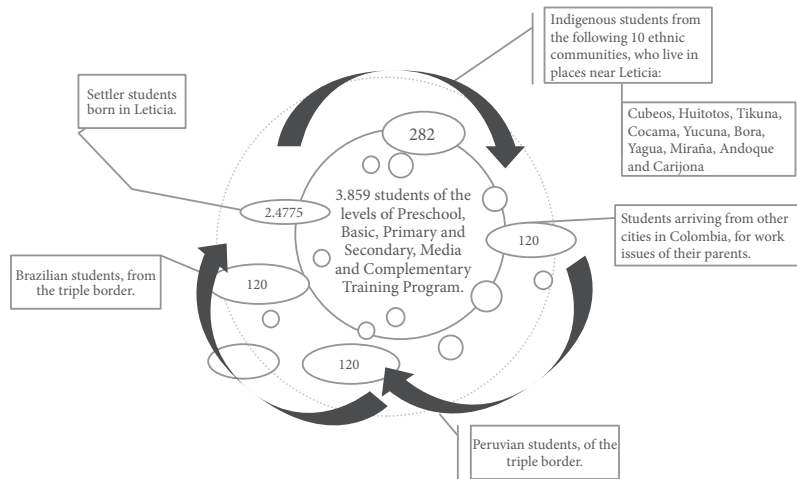 Indigenous students from
the following 10 ethnic
communities, who live in
places near Leticia:
Cubeos, Huitotos, Tikuna,
Cocama, Yucuna, Bora,
Yagua, Miraña, Andoque
and Carijona
Settler students
born in Leticia.
282
3.859 students of the
levels of Preschool,
Basic, Primary and
Secondary, Media
and Complementary
Training Program.
2.4775
120
Students arriving from other
cities in Colombia, for work
issues of their parents.
Brazilian students, from
the triple border.
120
120
Peruvian students, of the
triple border.